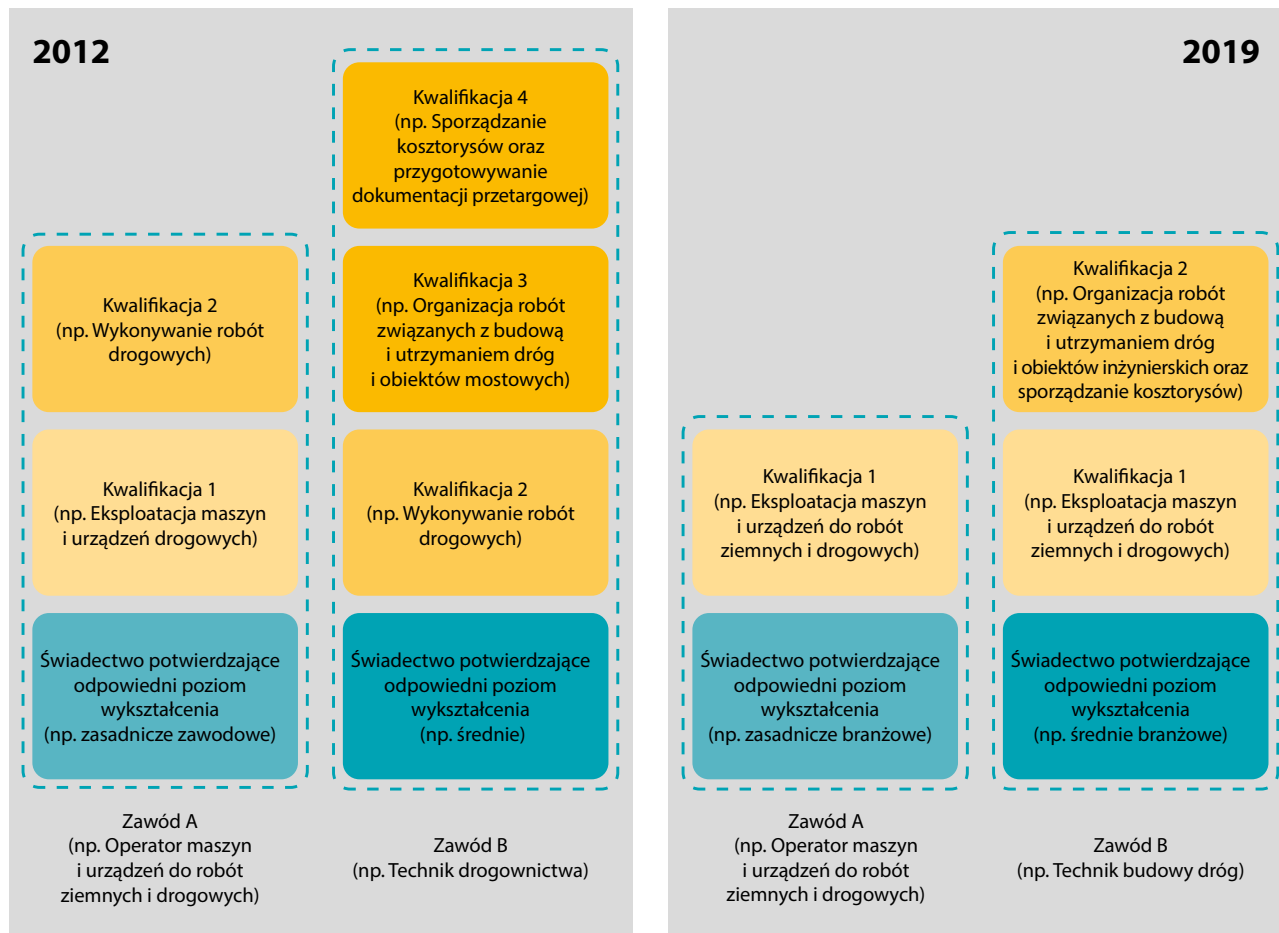 2012
Kwalifikacja 2
(np. Wykonywanie robót
drogowych)
Kwalifikacja 1
(np. Eksploatacja maszyn
i urządzeń drogowych)
Świadectwo potwierdzające
odpowiedni poziom
wykształcenia
(np. zasadnicze zawodowe)
Zawód A
(np. Operator maszyn
i urządzeń do robót
ziemnych i drogowych)
Kwalifikacja 4
(np. Sporządzanie
kosztorysów oraz
przygotowywanie
dokumentacji przetargowej)
Kwalifikacja 3
(np. Organizacja robót
związanych z budową
i utrzymaniem dróg
i obiektów mostowych)
Kwalifikacja 2
(np. Wykonywanie robót
drogowych)
Świadectwo potwierdzające
odpowiedni poziom
wykształcenia
(np. średnie)
Zawód B
(np. Technik drogownictwa)
2019
Kwalifikacja 1
(np. Eksploatacja maszyn
i urządzeń do robót
ziemnych i drogowych)
Świadectwo potwierdzające
odpowiedni poziom
wykształcenia
(np. zasadnicze branżowe)
Zawód A
(np. Operator maszyn
i urządzeń do robót
ziemnych i drogowych)
Kwalifikacja 2
(np. Organizacja robót
związanych z budową
i utrzymaniem dróg
i obiektów inżynierskich oraz
sporządzanie kosztorysów)
Kwalifikacja 1
(np. Eksploatacja maszyn
i urządzeń do robót
ziemnych i drogowych)
Świadectwo potwierdzające
odpowiedni poziom
wykształcenia
(np. średnie branżowe)
Zawód B
(np. Technik budowy dróg)